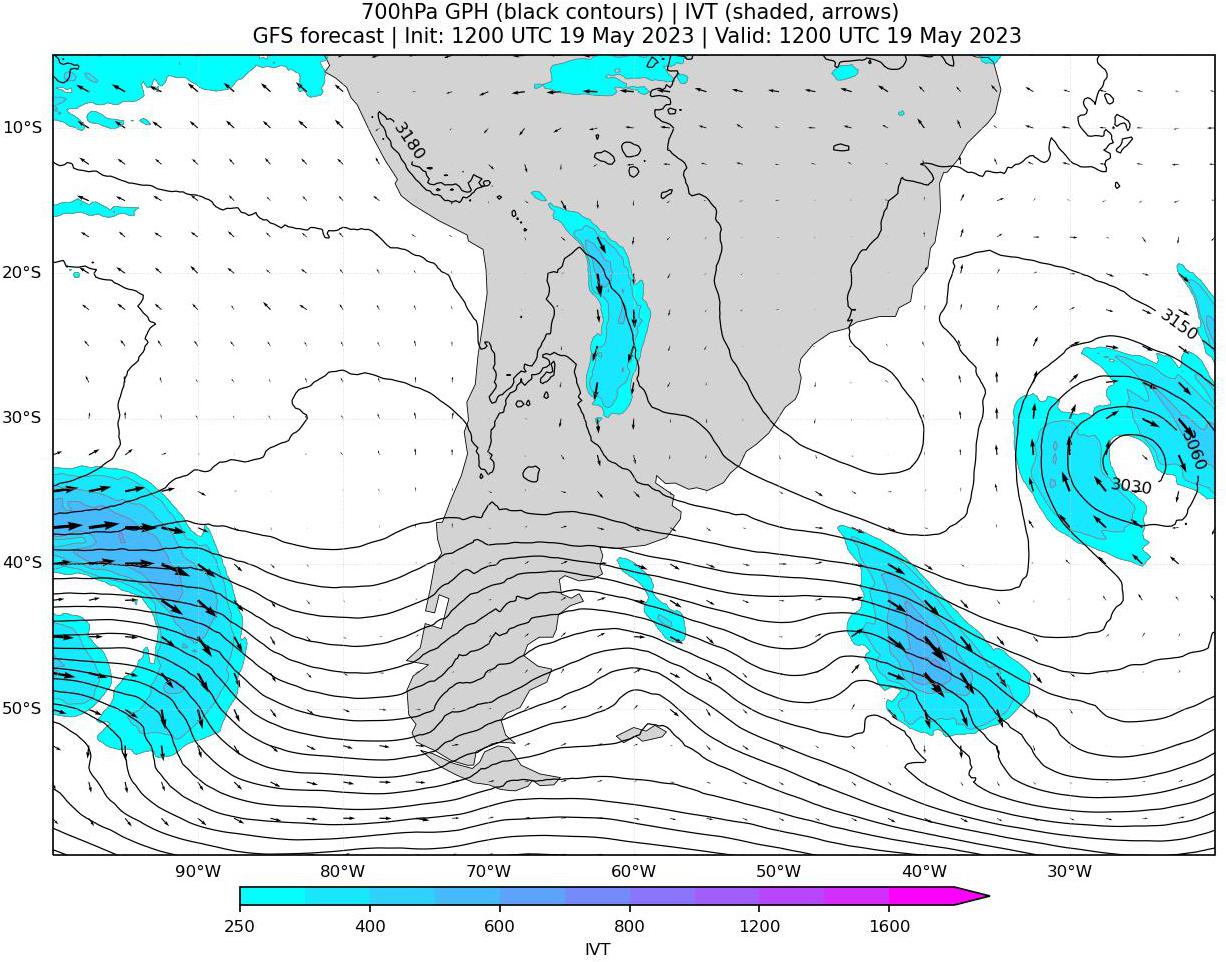 700hPa GPH (black contours) | IVT (shaded, arrows)
GFS forecast | Init: 1200 UTC 19 May 2023 | Valid: 1200 UTC 19 May 2023
10°S
20°S
30°S
40°S
50°S
3180
3150
3060
3030
90°W
80°W
70°W
60°W
50°W
40°W
30°W
250
400
600
800
1200
1600
IVT